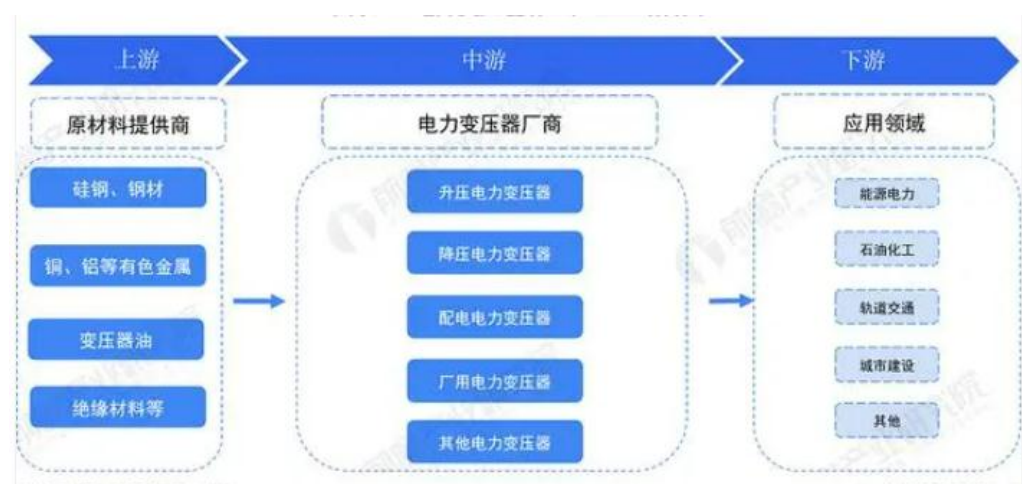 上游
中游
下游
原材料提供商
电力变压器厂商
应用领域
硅钢、钢材
铜、铝等有色金属
变压器油
绝缘材料等
升压电力变压器
降压电力变压器
配电电力变压器
厂用电力变压器
其他电力变压器
能源电力
石油化工
轨道交通
城市建设
其他